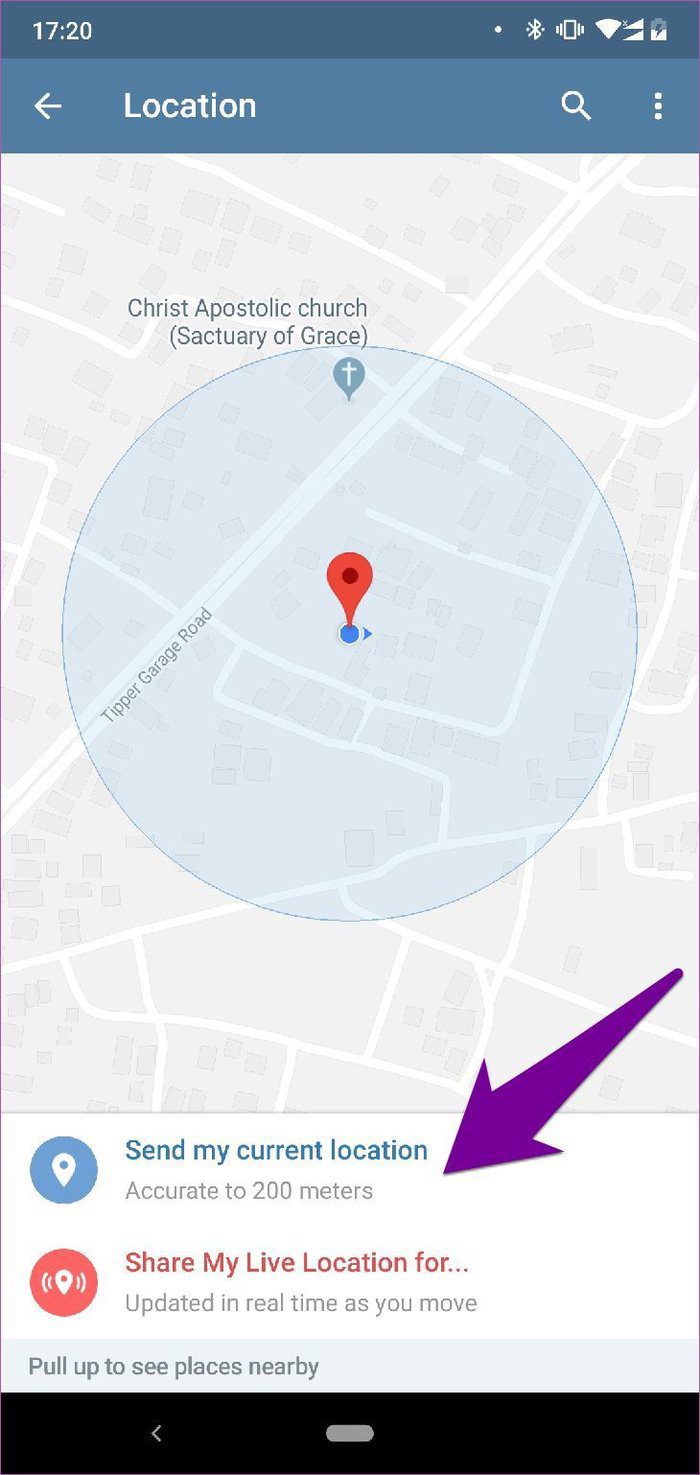 17:20
Location
Christ Apostolic church
(Sactuary of Grace)
Tipper Garage Road
Send my current location
Accurate to 200 meters
Share My Live Location for...
Updated in real time as you move
Pull up to see places nearby